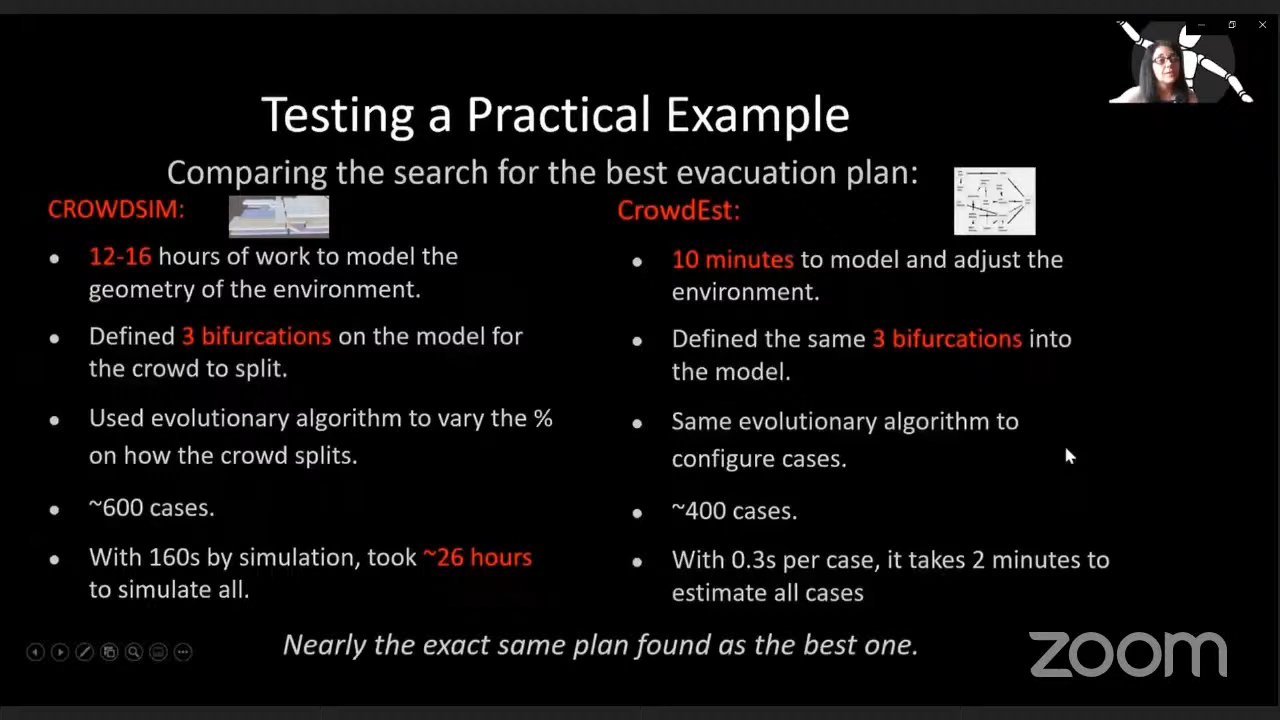 Testing a Practical Example
Comparing the search for the best evacuation plan:
CROWDSIM:
• 12-16 hours of work to model the
geometry of the environment.
• Defined 3 bifurcations on the model for
the crowd to split.
• Used evolutionary algorithm to vary the %
on how the crowd splits.
• ~600 cases.
• With 160s by simulation, took ~26 hours
to simulate all.
CrowdEst:
• 10 minutes to model and adjust the
environment.
• Defined the same 3 bifurcations into
the model.
• Same evolutionary algorithm to
configure cases.
• ~400 cases.
• With 0.3s per case, it takes 2 minutes to
estimate all cases
Nearly the exact same plan found as the best one.
zoom